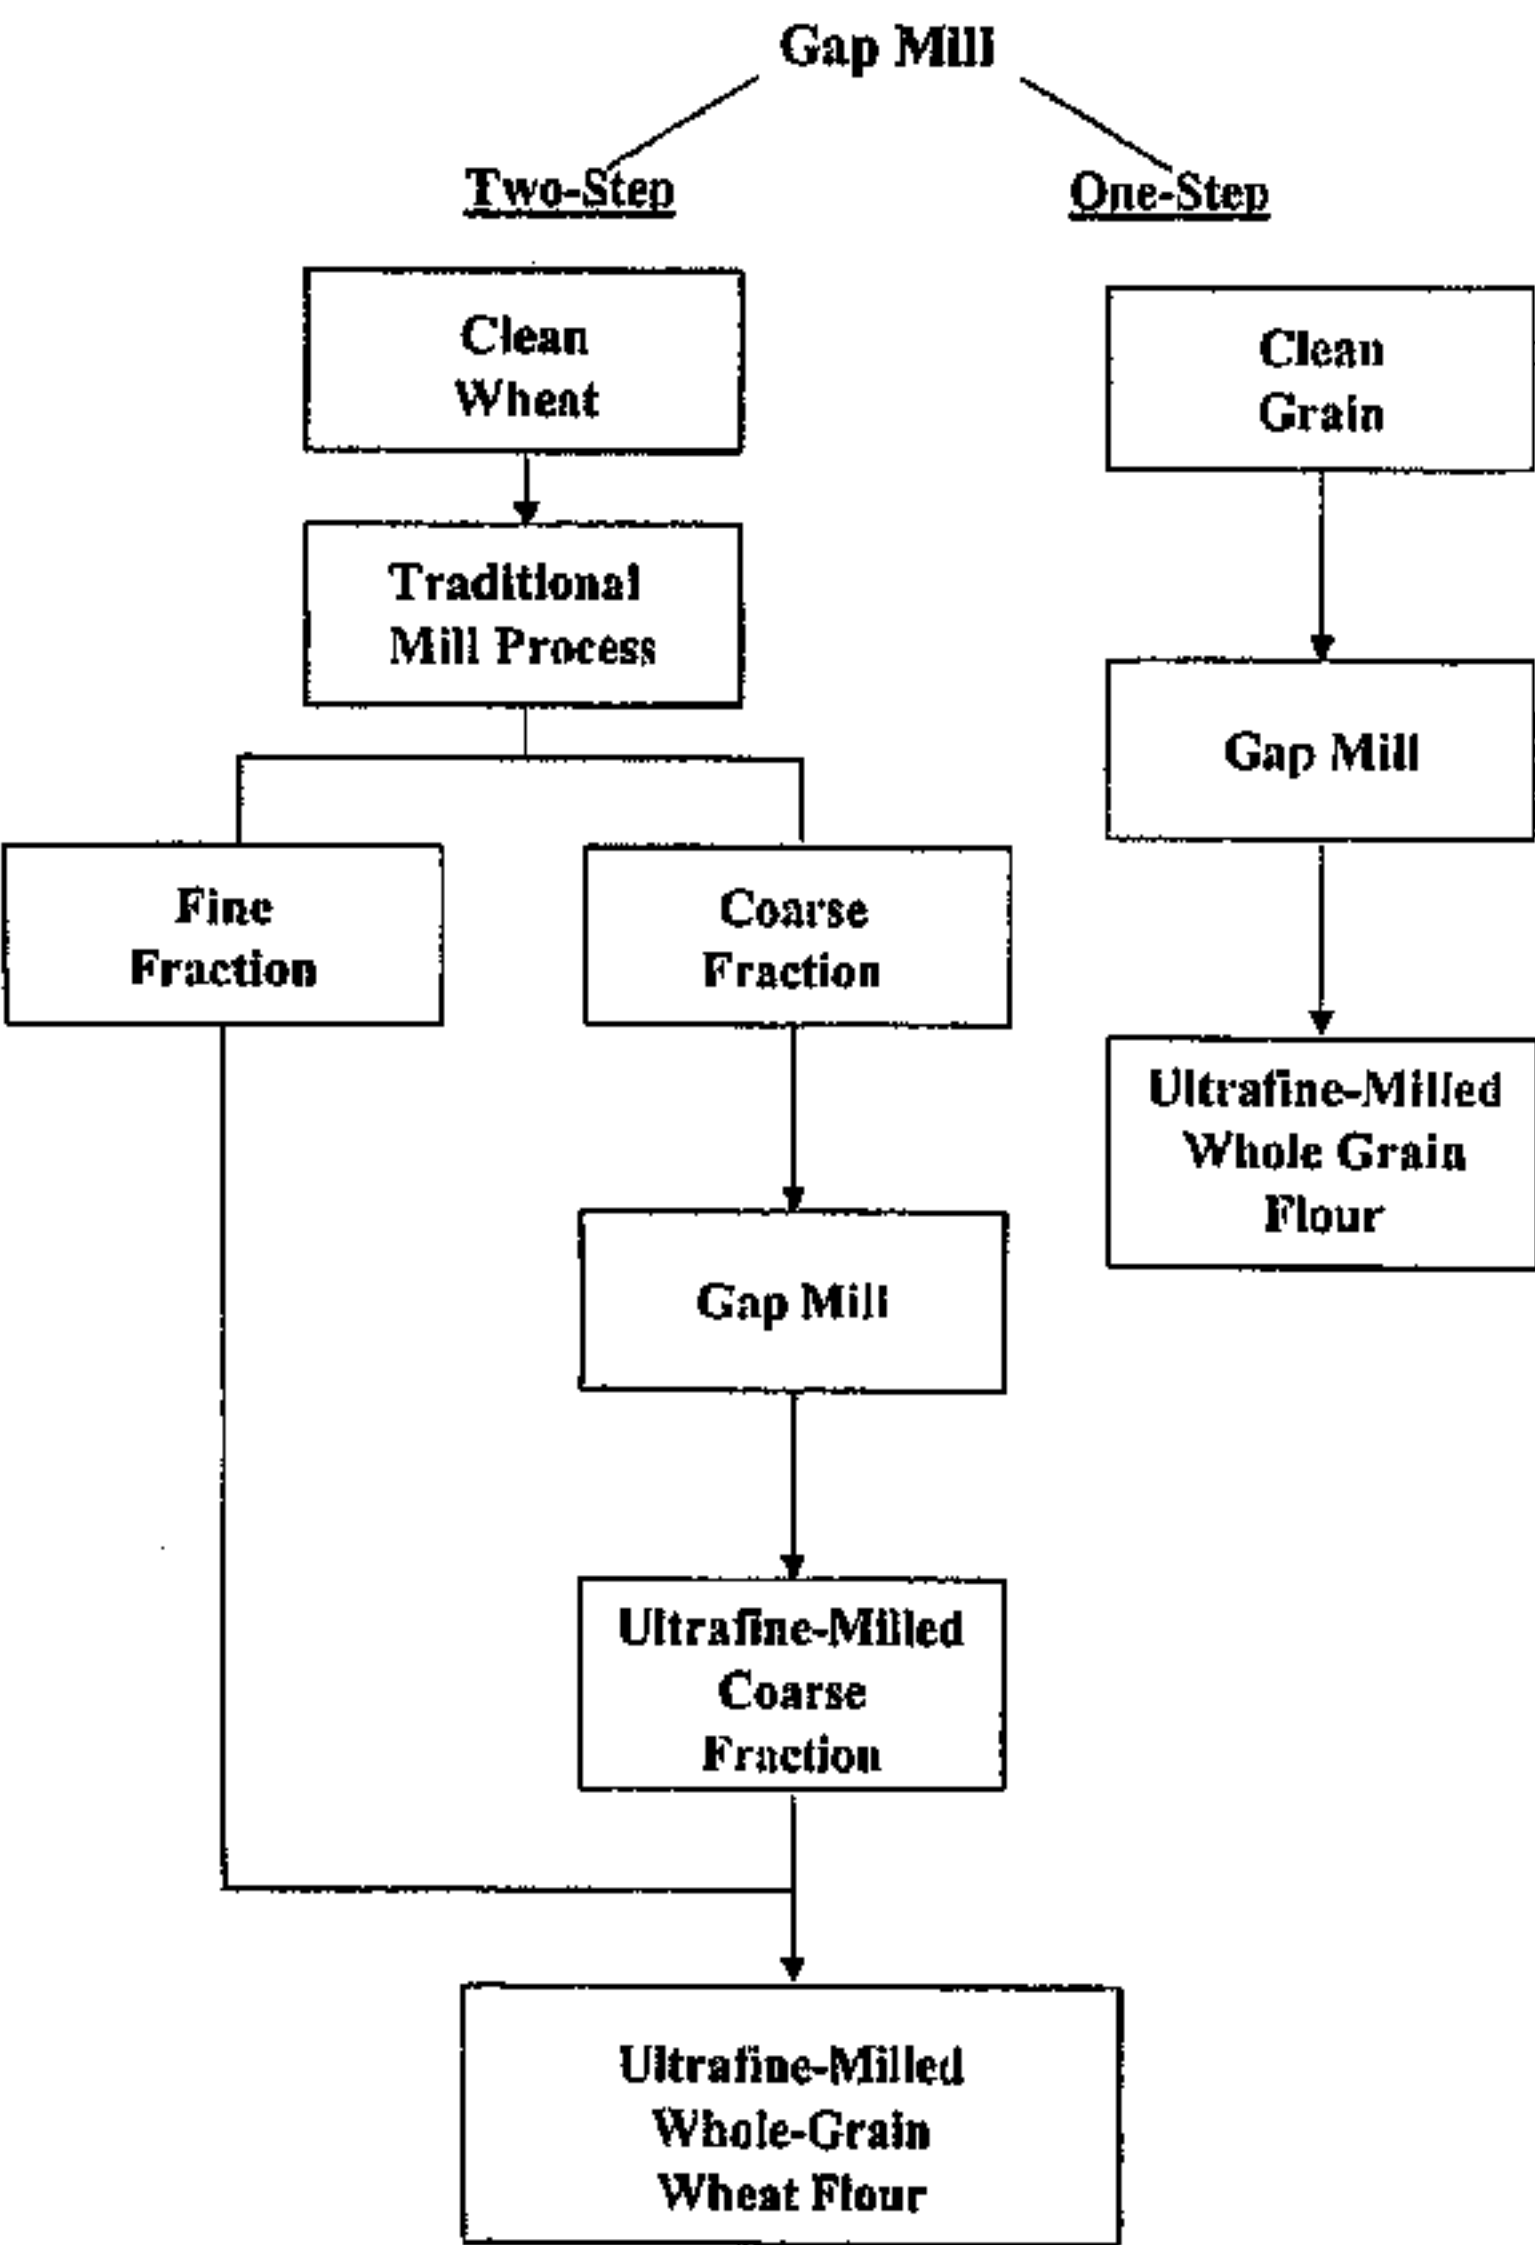 Gap Mill
Two-Step
Clean
Wheat
Traditional
Mill Process
Fine
Fraction
Coarse
Fraction
Gap Mill
Ultrafine-Milled
Coarse
Fraction
Ultrafine-Milled
Whole-Grain
Wheat Flour
One-Step
Clean
Grain
Gap Mill
Ultrafine-Milled
Whole Grain
Flour